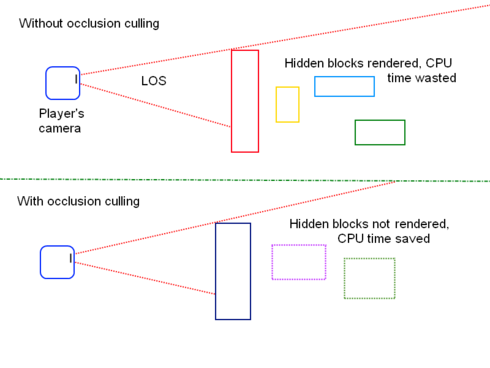 Without occlusion culling
Hidden blocks rendered, CPU
time wasted
LOS
Player's
camera
With occlusion culling
Hidden blocks not rendered,
CPU time saved